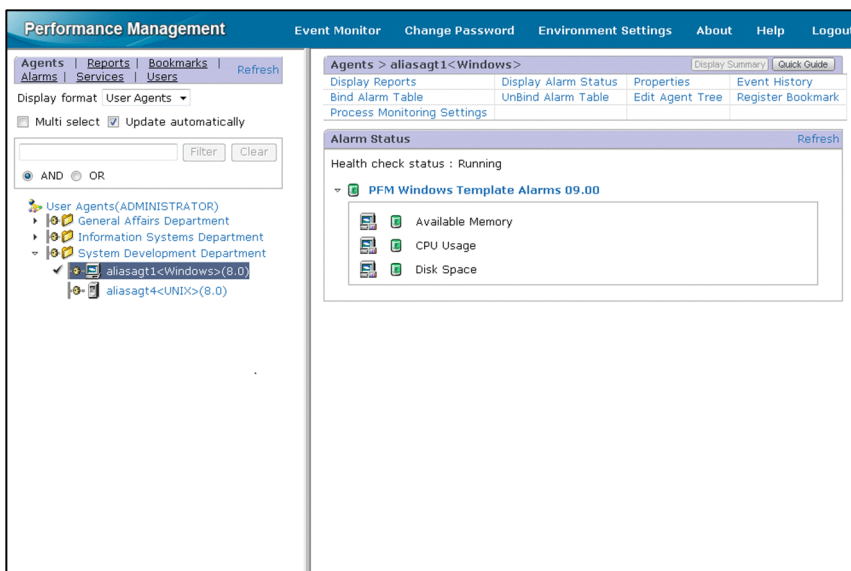 Performance Management
Event Monitor Change Password Environment Settings About Help Logout
Agents | Reports | Bookmarks |
Alarms | Services | Users
Refresh
Display format User Agents
Multi select Update automatically
Filter Clear
AND OR
User Agents(ADMINISTRATOR)
General Affairs Department
Information Systems Department
System Development Department
aliasagt1<Windows>(8.0)
aliasagt4<UNIX>(8.0)
Agents > aliasagt1<Windows>
Display Summary Quick Guide
Display Reports Display Alarm Status Properties Event History
Bind Alarm Table UnBind Alarm Table Edit Agent Tree Register Bookmark
Process Monitoring Settings
Alarm Status Refresh
Health check status : Running
PFM Windows Template Alarms 09.00
Available Memory
CPU Usage
Disk Space